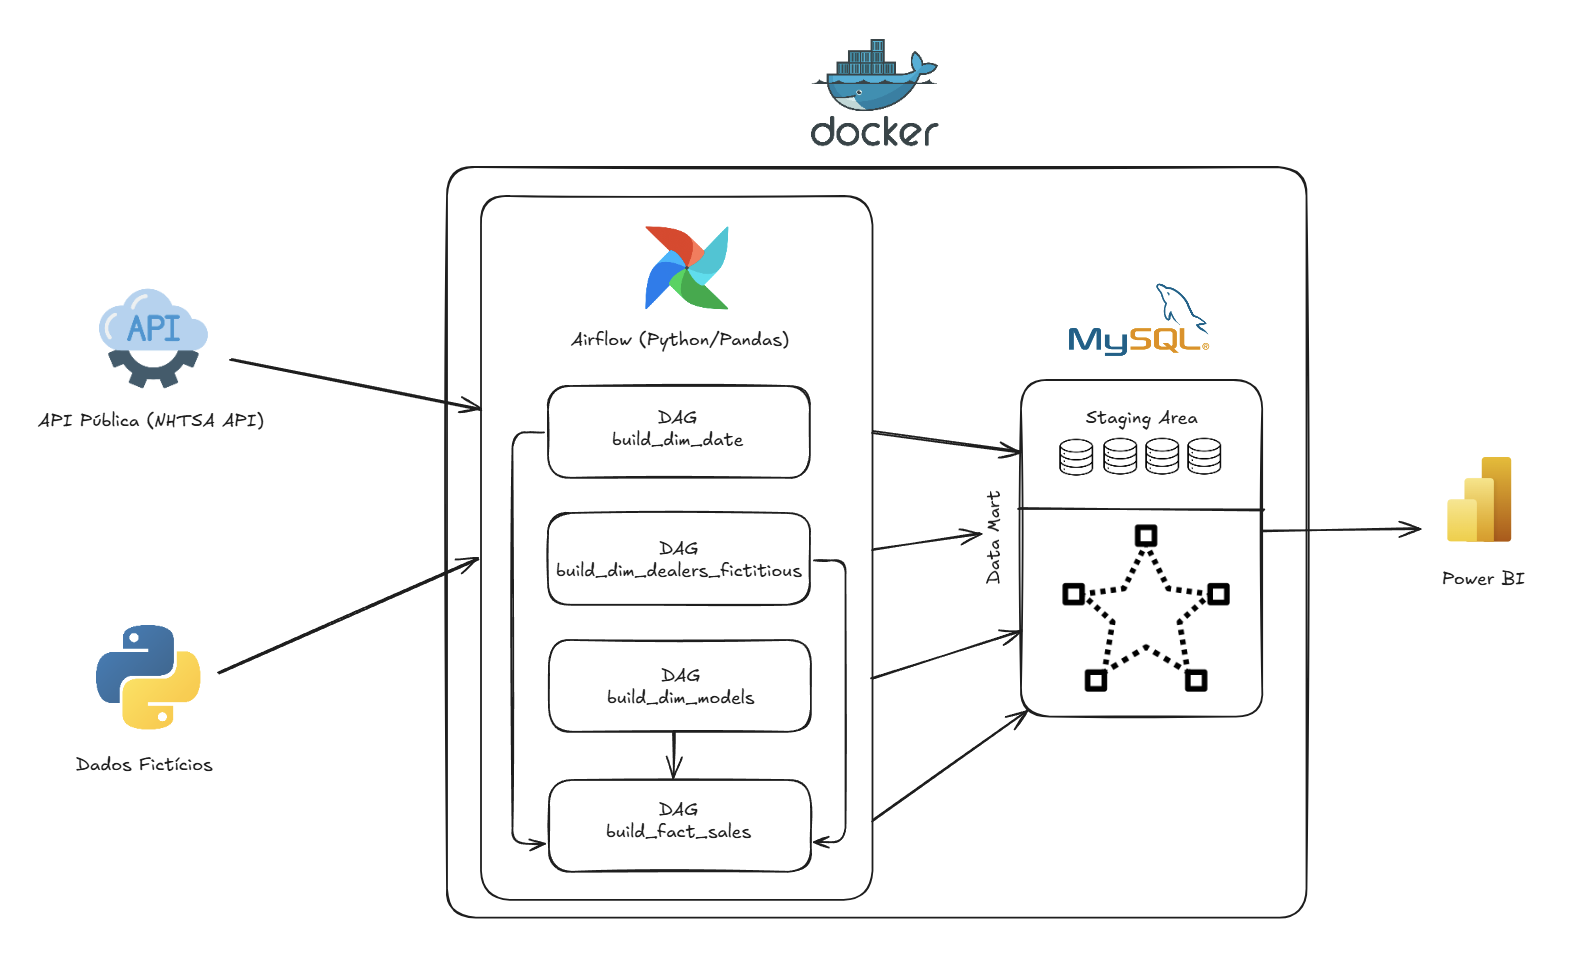 docker
API
API Pública (NHTSA API)
Dados Fictícios
Airflow (Python/Pandas)
DAG
build_dim_date
DAG
build_dim_dealers_fictitious
DAG
build_dim_models
DAG
build_fact_sales
MySQL®
Staging Area
Data Mart
Power BI